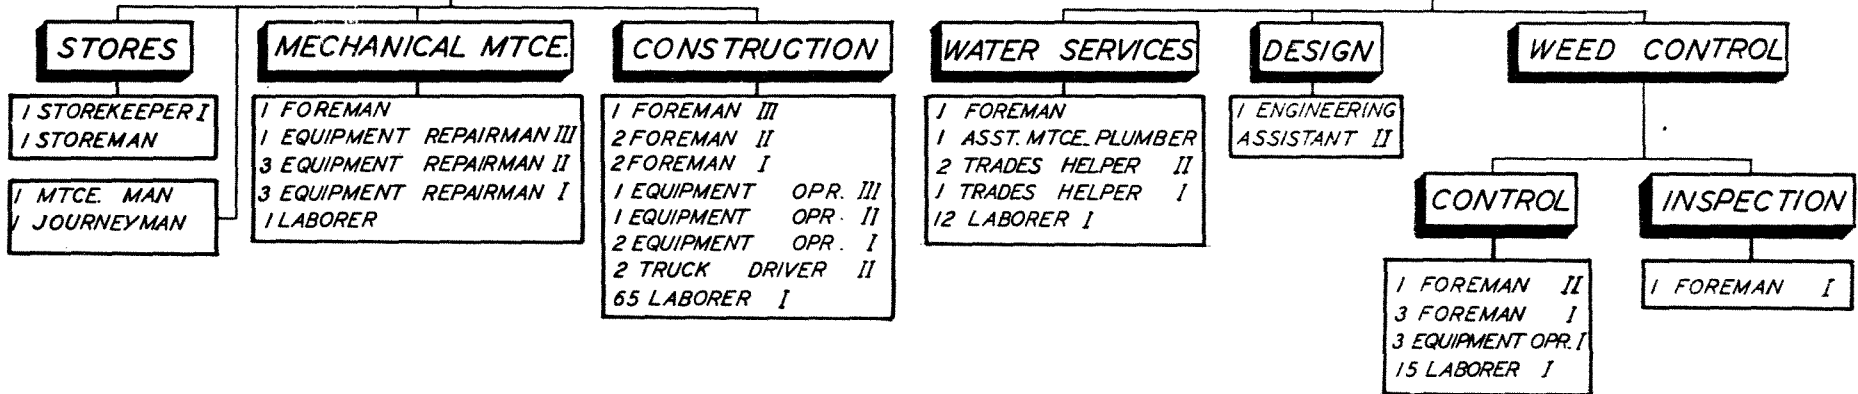 STORES
1 STOREKEEPER I
1 STOREMAN
1 MTCE. MAN
1 JOURNEYMAN
MECHANICAL MTCE.
1 FOREMAN
1 EQUIPMENT REPAIRMAN III
3 EQUIPMENT REPAIRMAN II
3 EQUIPMENT REPAIRMAN I
1 LABORER
CONSTRUCTION
1 FOREMAN III
2 FOREMAN II
2 FOREMAN I
1 EQUIPMENT OPR. III
1 EQUIPMENT OPR. II
2 EQUIPMENT OPR. I
2 TRUCK DRIVER II
65 LABORER I
WATER SERVICES
1 FOREMAN
1 ASST. MTCE. PLUMBER
2 TRADES HELPER II
1 TRADES HELPER I
12 LABORER I
DESIGN
1 ENGINEERING
ASSISTANT II
WEED CONTROL
CONTROL
1 FOREMAN II
3 FOREMAN I
3 EQUIPMENT OPR. I
15 LABORER I
INSPECTION
1 FOREMAN I